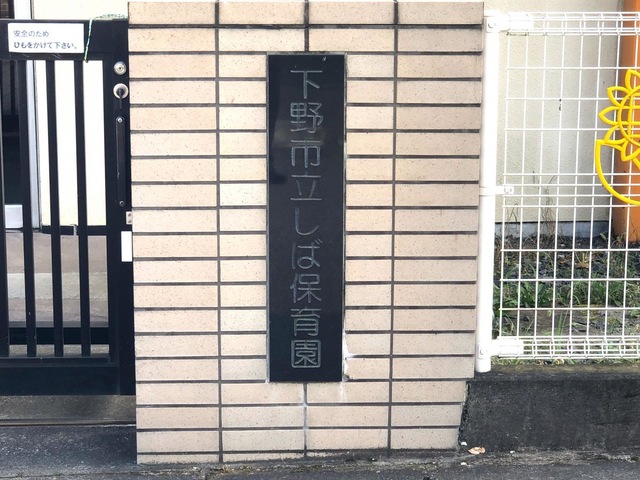 安全のため
ひもをかけて下さい。
下野市立しば保育園